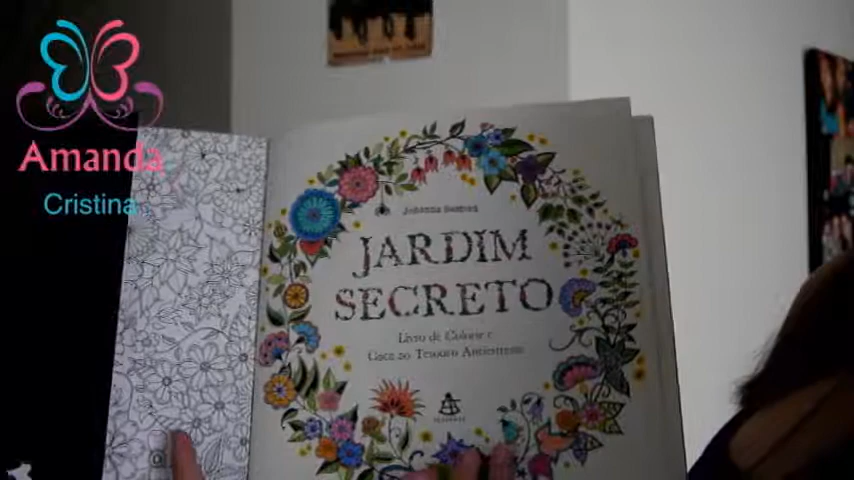 Amanda
Cristina
Johanna Basford
JARDIM
SECRETO
Livro de Colorir e
Caça ao Tesouro Antiestresse